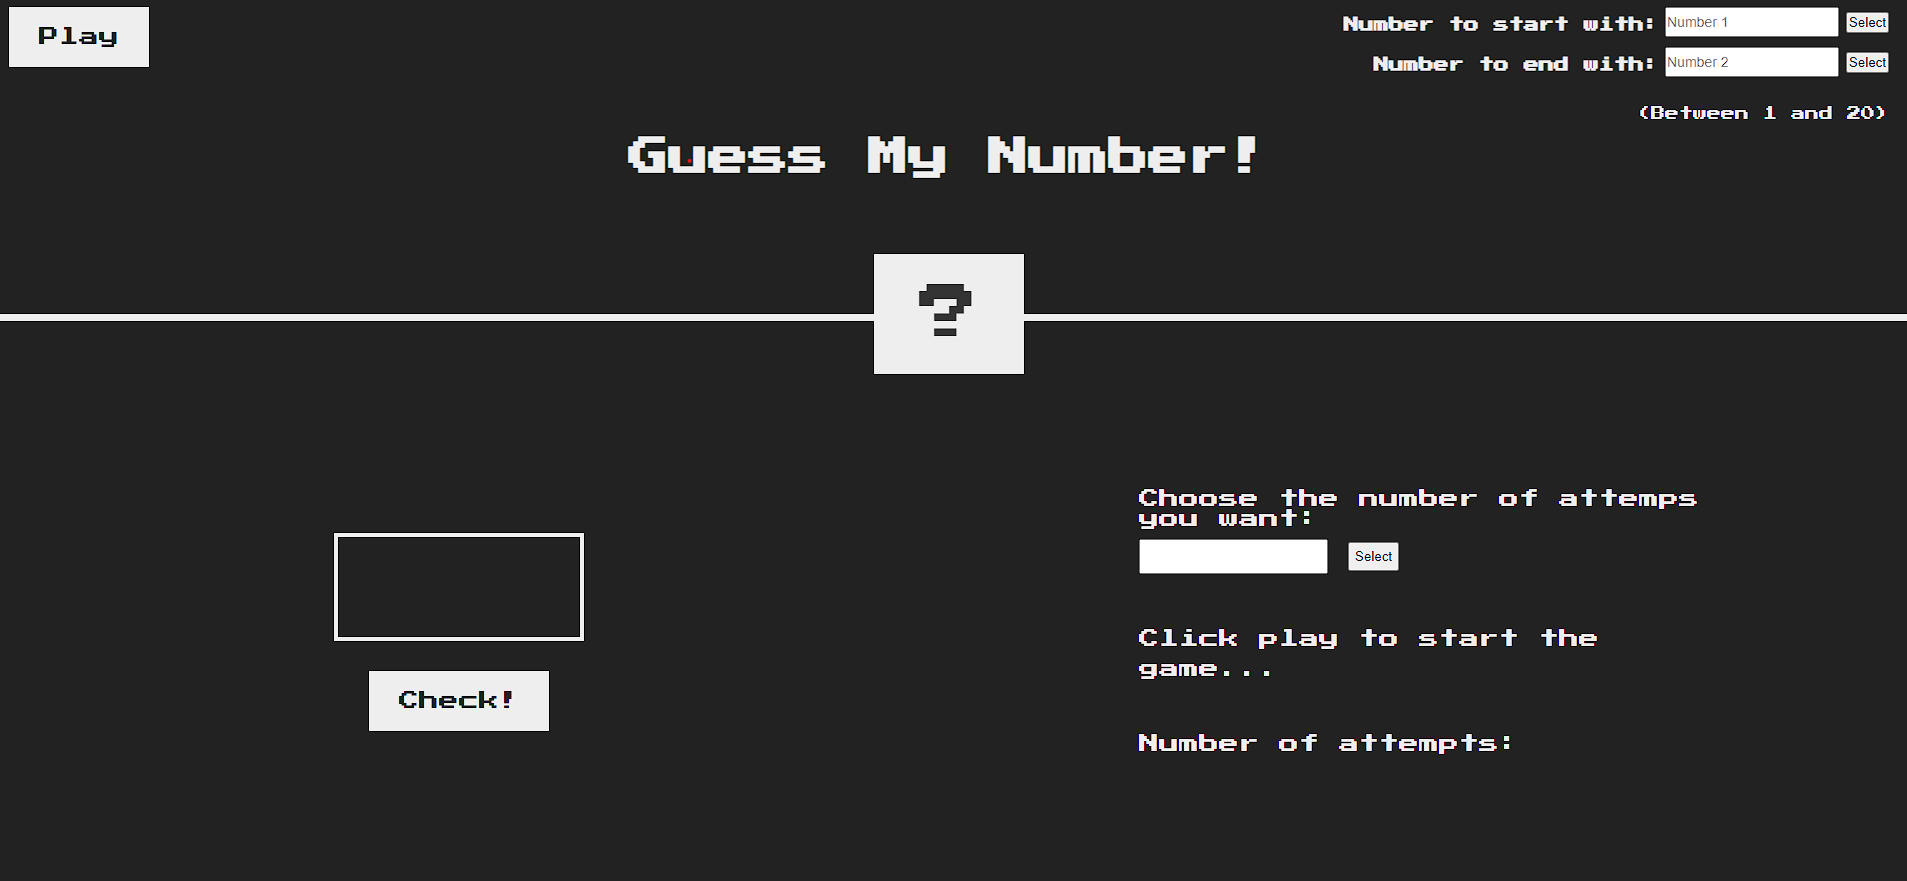 Play
Number to start with: Number 1 Select
Number to end with: Number 2 Select
(Between 1 and 20)
Guess My Number!
?
Choose the number of attemps
you want:
Select
Click play to start the
game...
Check!
Number of attempts: